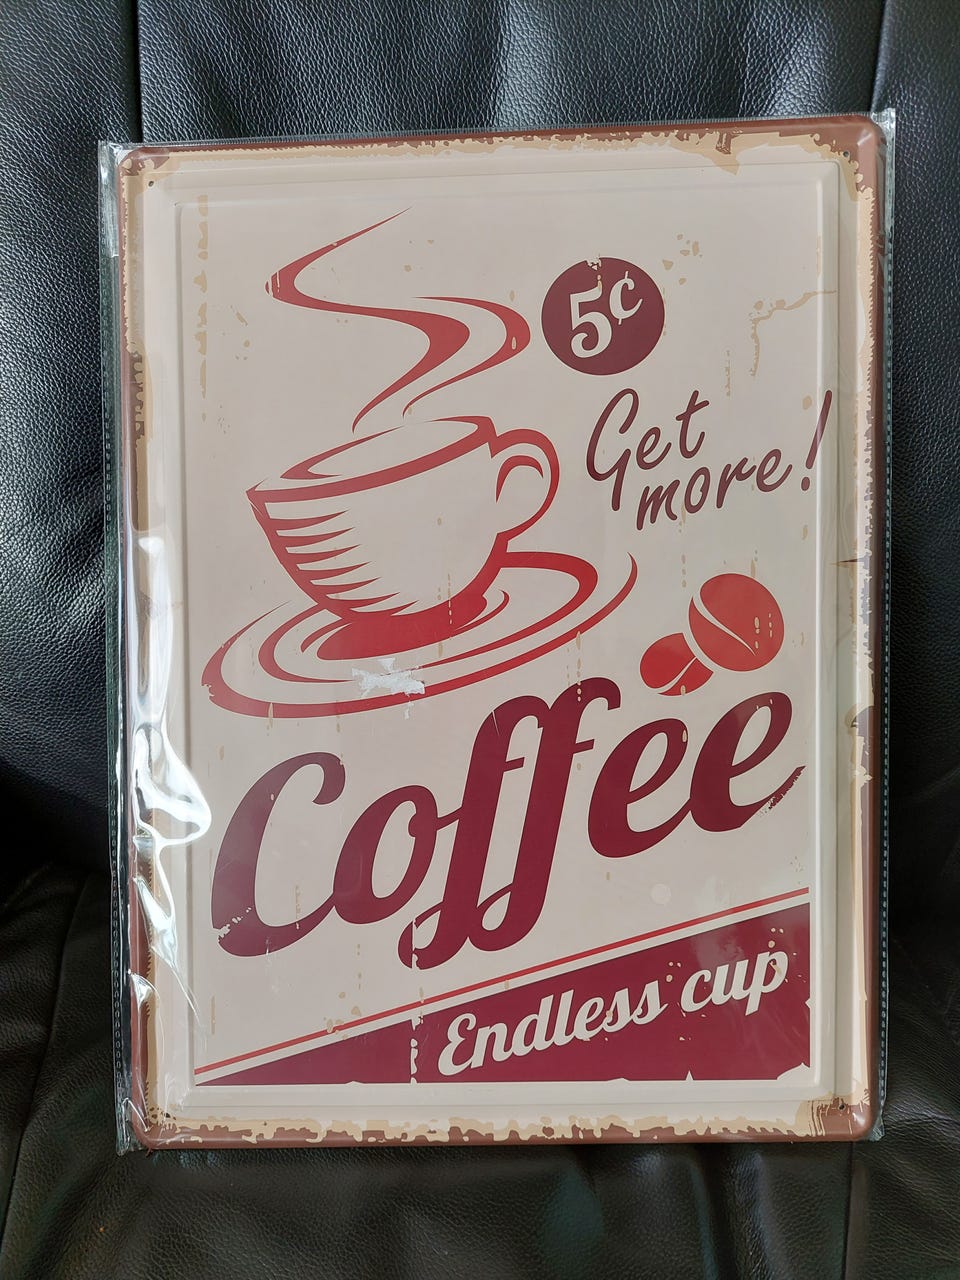 5¢
Get
more!
Coffee
Endless cup